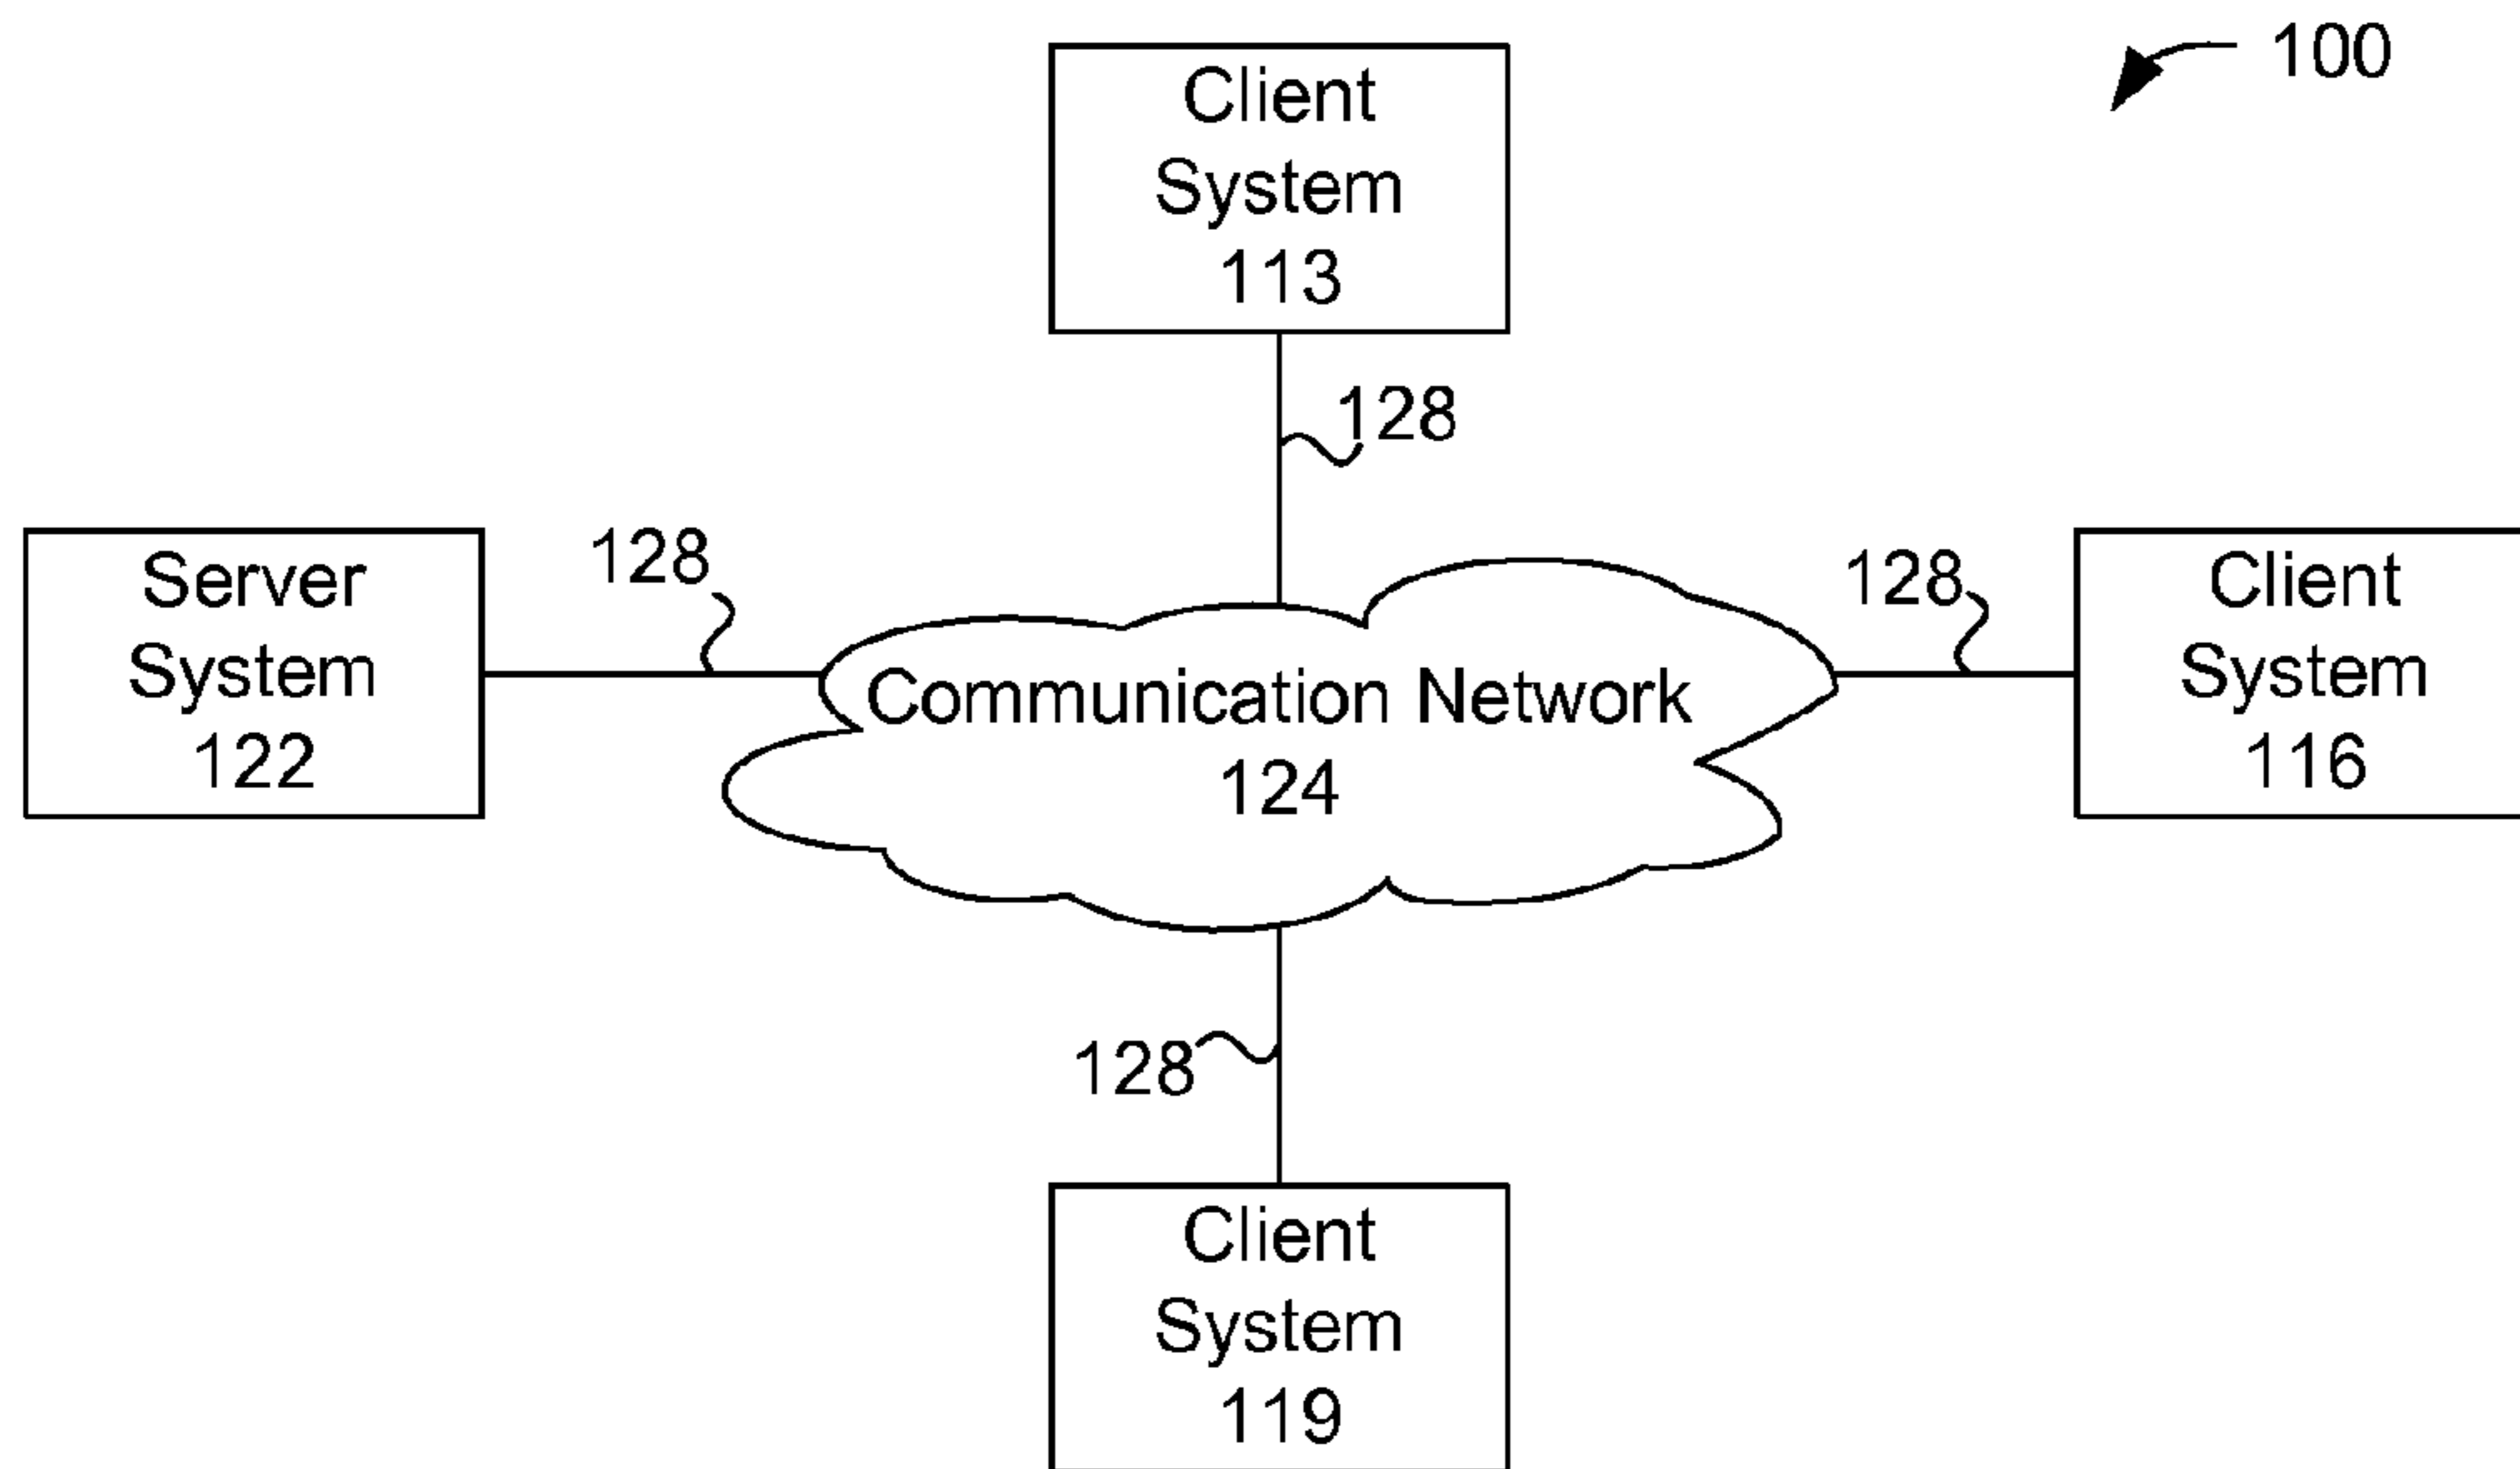 100
Client
System
113
128
Server
System
122
128
Communication Network
124
128
Client
System
116
128
Client
System
119